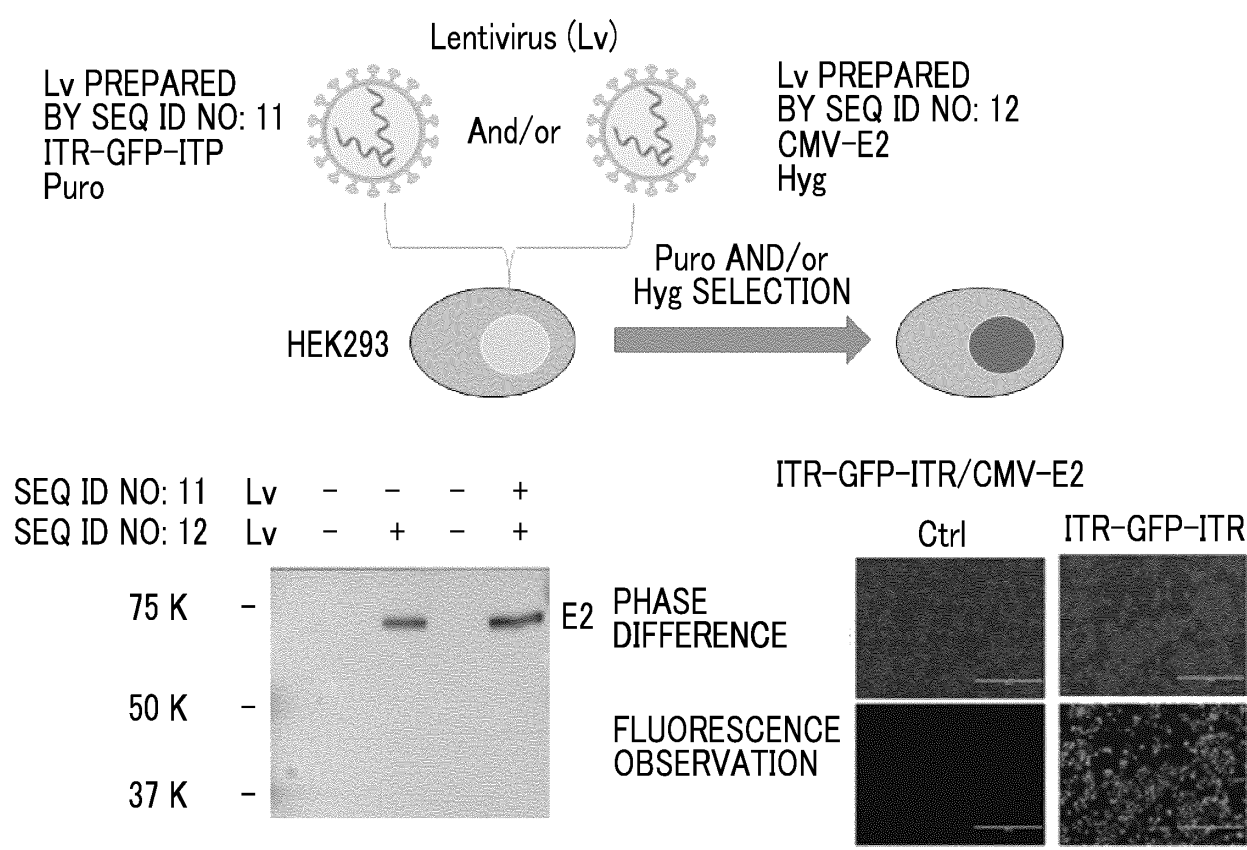 Lentivirus (Lv)
Lv PREPARED
BY SEQ ID NO: 11
ITR-GFP-ITP
Puro
And/or
Lv PREPARED
BY SEQ ID NO: 12
CMV-E2
Hyg
Puro AND/or
Hyg SELECTION
HEK293
SEQ ID NO: 11 Lv - - - +
SEQ ID NO: 12 Lv - + - +
75 K -
50 K -
37 K -
E2
ITR-GFP-ITR/CMV-E2
Ctrl ITR-GFP-ITR
PHASE
DIFFERENCE
FLUORESCENCE
OBSERVATION